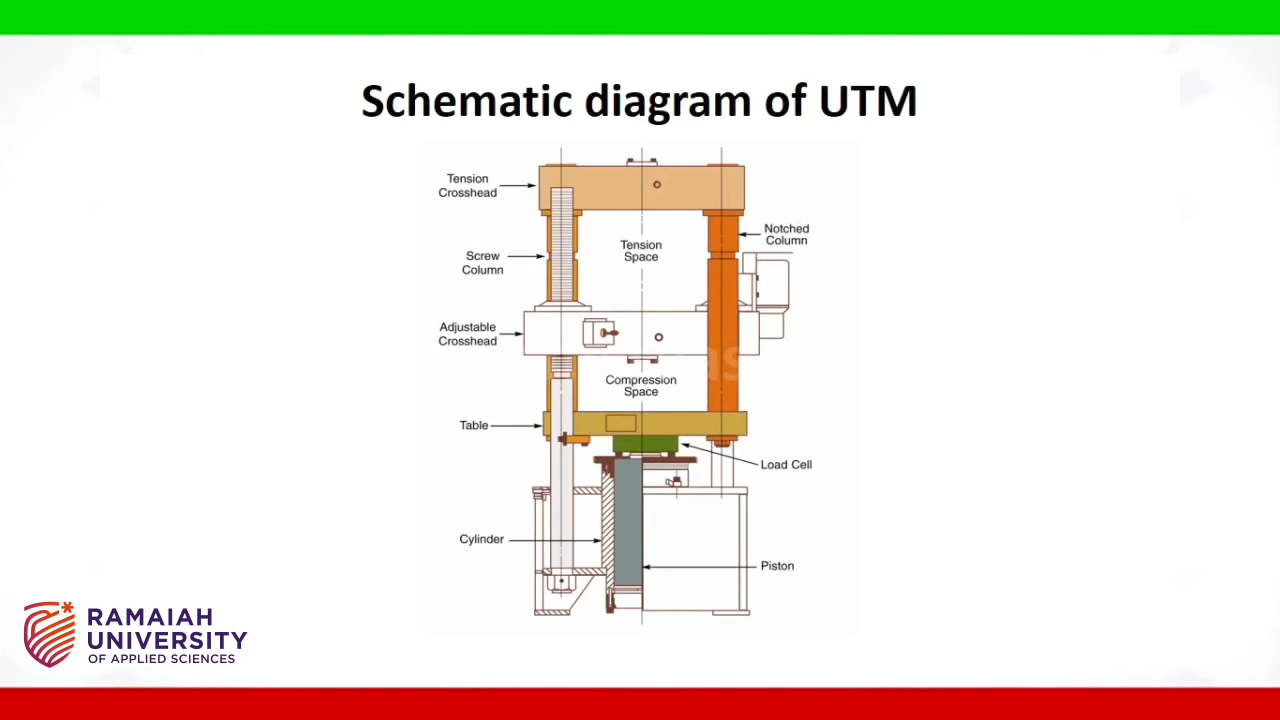 Schematic diagram of UTM
Tension
Crosshead
Notched
Column
Tension
Space
Screw
Column
Adjustable
Crosshead
Compression
Space
Table
Load Cell
Cylinder
Piston
RAMAIAH
UNIVERSITY
OF APPLIED SCIENCES